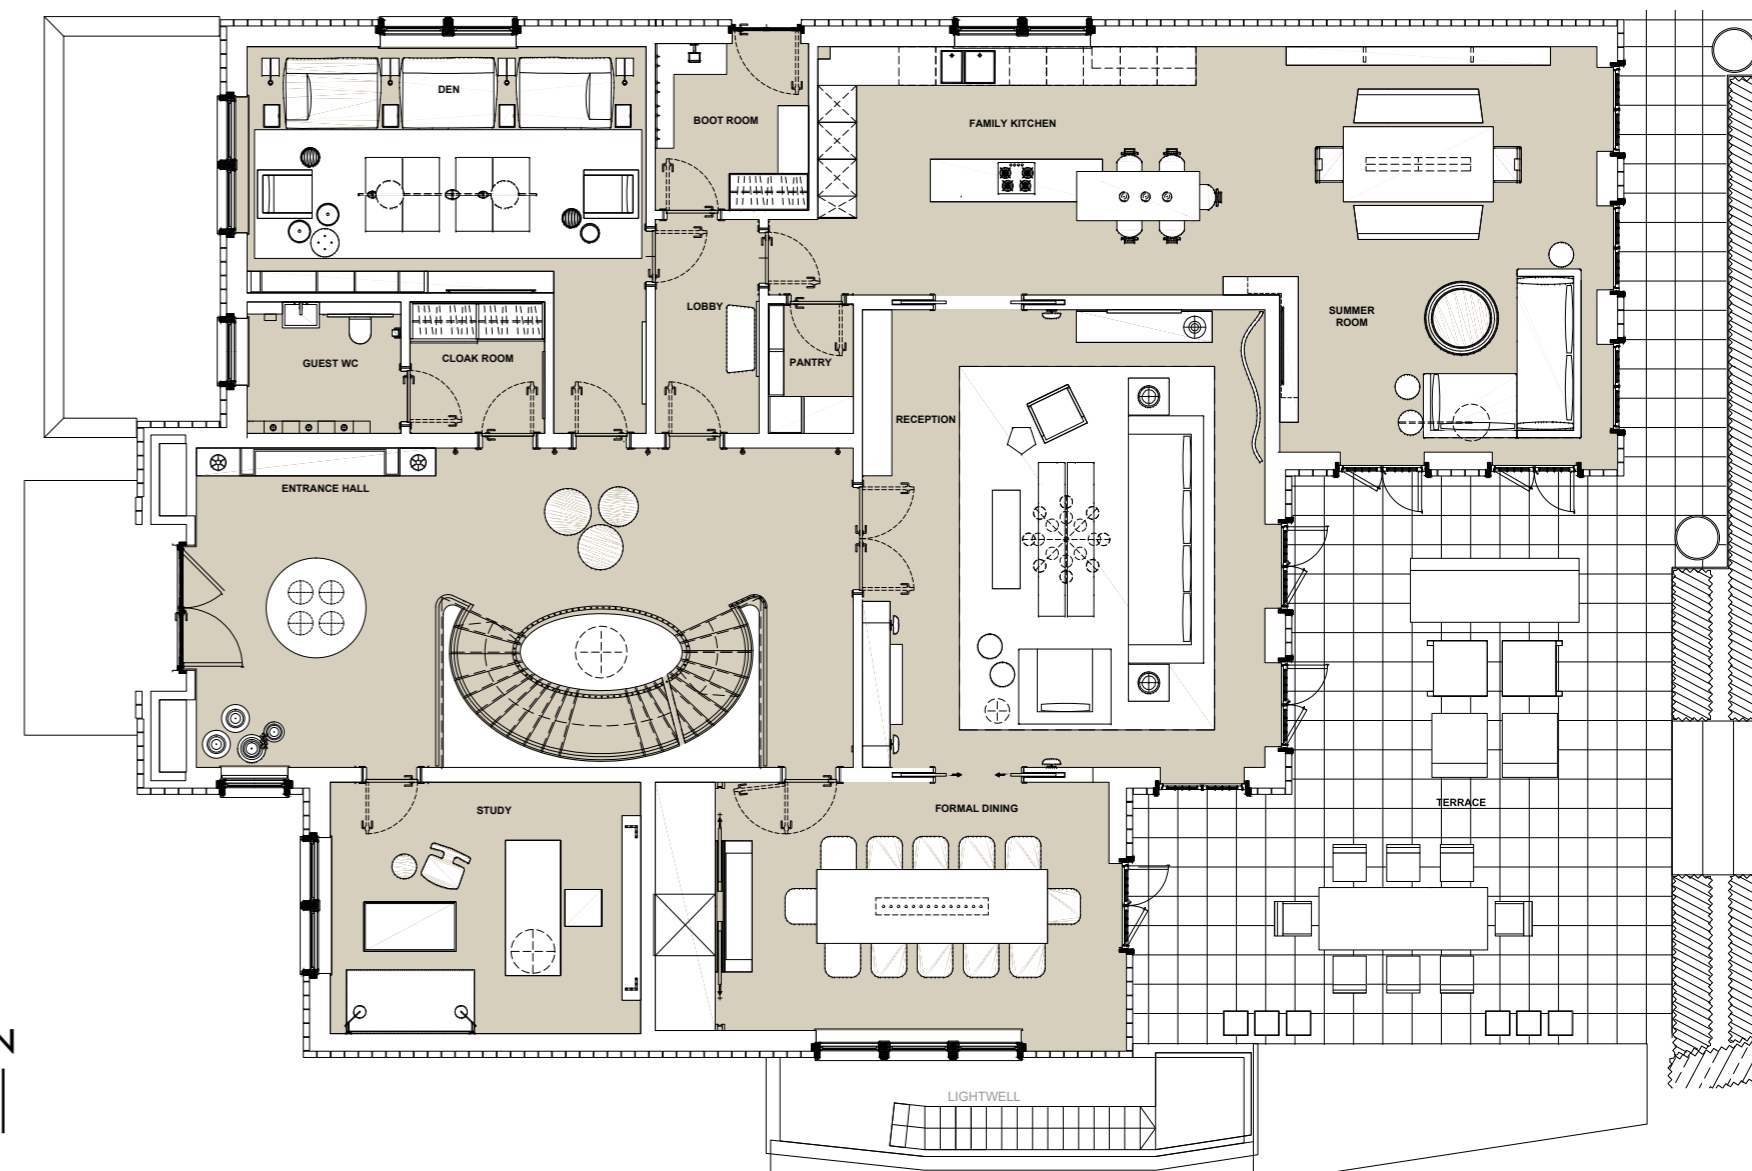 DEN
BOOT ROOM
FAMILY KITCHEN
LOBBY
SUMMER
ROOM
GUEST WC
CLOAK ROOM
PANTRY
RECEPTION
ENTRANCE HALL
TERRACE
STUDY
FORMAL DINING
N
LIGHTWELL